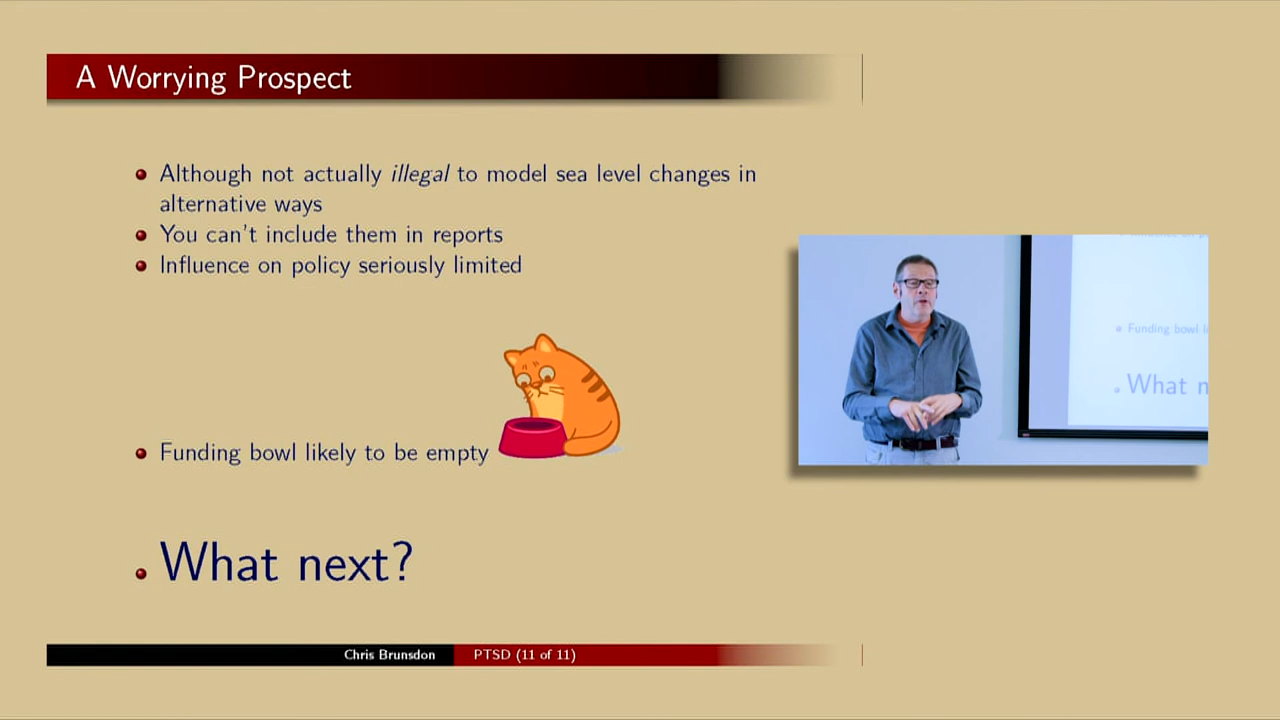 A Worrying Prospect
Although not actually illegal to model sea level changes in
alternative ways
You can't include them in reports
Influence on policy seriously limited
Funding bowl likely to be empty
What next?
Funding bowl
What
Chris Brunsdon
PTSD (11 of 11)